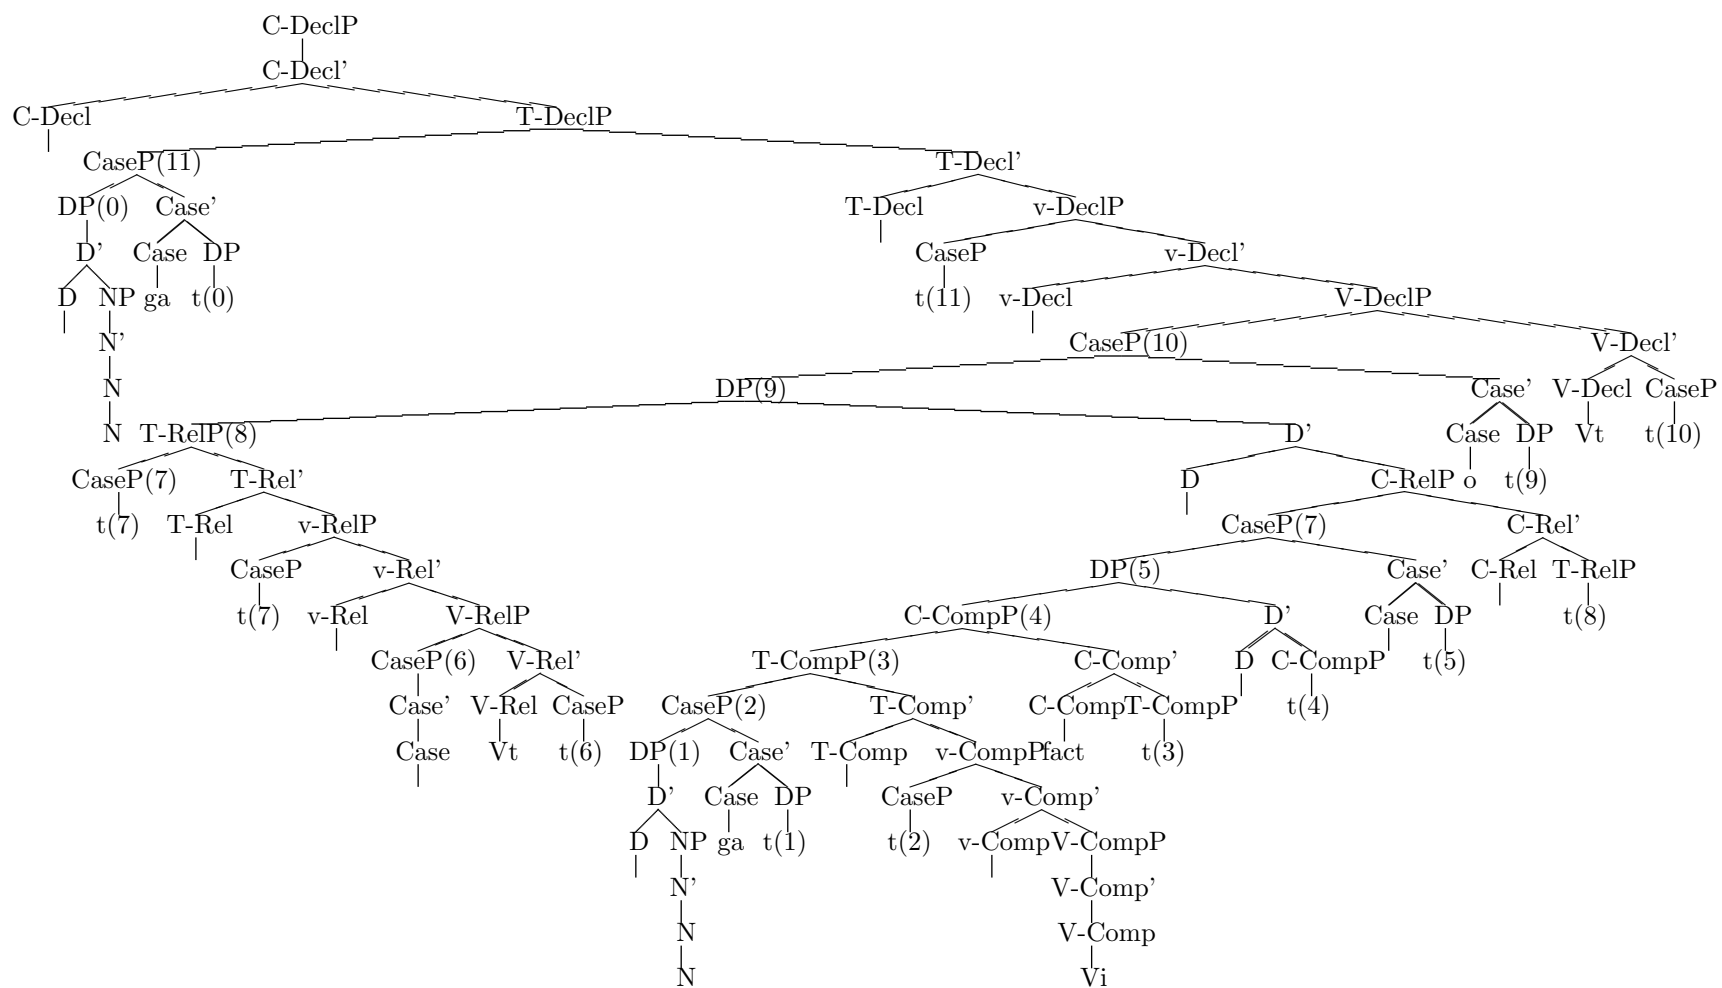 C-DeclP
C-Decl'
C-Decl T-DeclP
CaseP(11) T-Decl'
DP(0) Case' T-Decl v-DeclP
D' Case DP CaseP v-Decl'
D NP ga t(0) t(11) v-Decl V-DeclP
N' CaseP(10) V-Decl'
N DP(9) Case' V-Decl CaseP
N T-RelP(8) D' Case DP Vt t(10)
CaseP(7) T-Rel' D C-RelP o t(9)
t(7) T-Rel v-RelP CaseP(7) C-Rel'
CaseP v-Rel' DP(5) Case' C-Rel T-RelP
t(7) v-Rel V-RelP C-CompP(4) D' Case DP t(8)
CaseP(6) V-Rel' T-CompP(3) C-Comp' D C-CompP t(5)
Case' V-Rel CaseP CaseP(2) T-Comp' C-Comp T-CompP t(4)
Case Vt t(6) DP(1) Case' T-Comp v-CompP fact t(3)
D' Case DP CaseP v-Comp'
D NP ga t(1) t(2) v-Comp V-CompP
N' V-Comp'
N V-Comp
N Vi